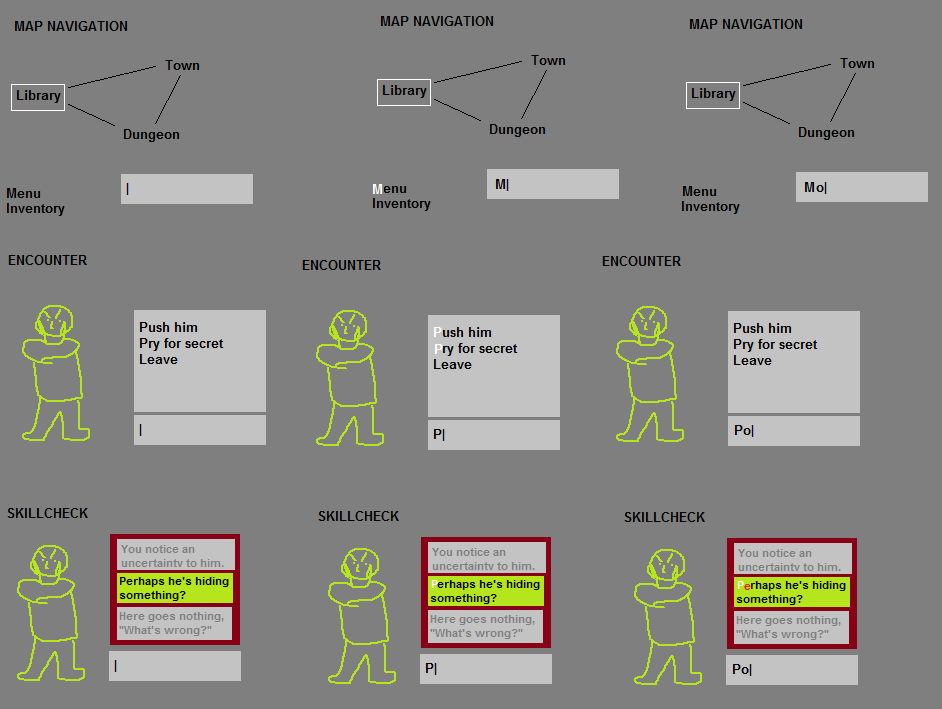 MAP NAVIGATION
Town
Library
Dungeon
Menu
Inventory
|
MAP NAVIGATION
Town
Library
Dungeon
Menu
Inventory
M|
MAP NAVIGATION
Town
Library
Dungeon
Menu
Inventory
Mo|
ENCOUNTER
Push him
Pry for secret
Leave
|
ENCOUNTER
Push him
Pry for secret
Leave
P|
ENCOUNTER
Push him
Pry for secret
Leave
Po|
SKILLCHECK
You notice an
uncertainty to him.
Perhaps he's hiding
something?
Here goes nothing,
"What's wrong?"
|
SKILLCHECK
You notice an
uncertainty to him.
Perhaps he's hiding
something?
Here goes nothing,
"What's wrong?"
P|
SKILLCHECK
You notice an
uncertainty to him.
Perhaps he's hiding
something?
Here goes nothing,
"What's wrong?"
Po|